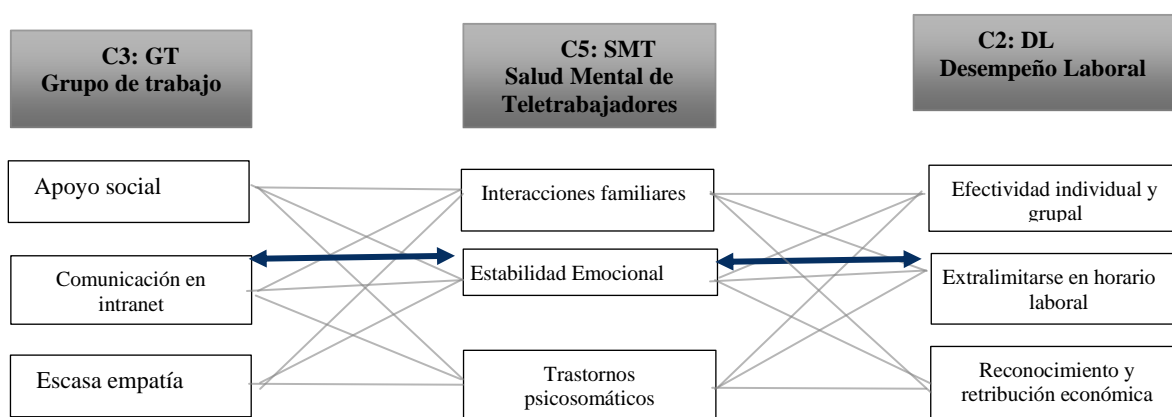 C3: GT
Grupo de trabajo
C5: SMT
Salud Mental de
Teletrabajadores
C2: DL
Desempeño Laboral
Apoyo social
Interacciones familiares
Efectividad individual y
grupal
Comunicación en
intranet
Estabilidad Emocional
Extralimitarse en horario
laboral
Escasa empatía
Trastornos
psicosomáticos
Reconocimiento y
retribución económica